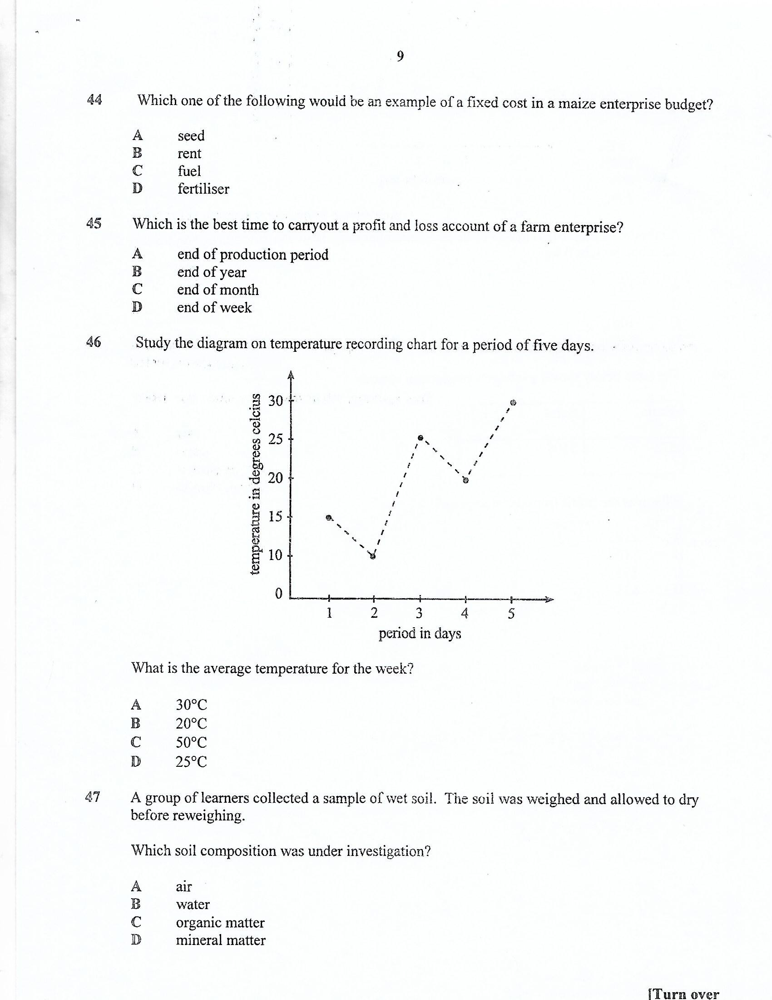 9
44 Which one of the following would be an example of a fixed cost in a maize enterprise budget?
A seed
B rent
C fuel
D fertiliser
45 Which is the best time to carryout a profit and loss account of a farm enterprise?
A end of production period
B end of year
C end of month
D end of week
46 Study the diagram on temperature recording chart for a period of five days.
temperature in degrees celcius
30
25
20
15
10
0
1 2 3 4 5
period in days
What is the average temperature for the week?
A 30°C
B 20°C
C 50°C
D 25°C
47 A group of learners collected a sample of wet soil. The soil was weighed and allowed to dry
before reweighing.
Which soil composition was under investigation?
A air
B water
C organic matter
D mineral matter
[Turn over